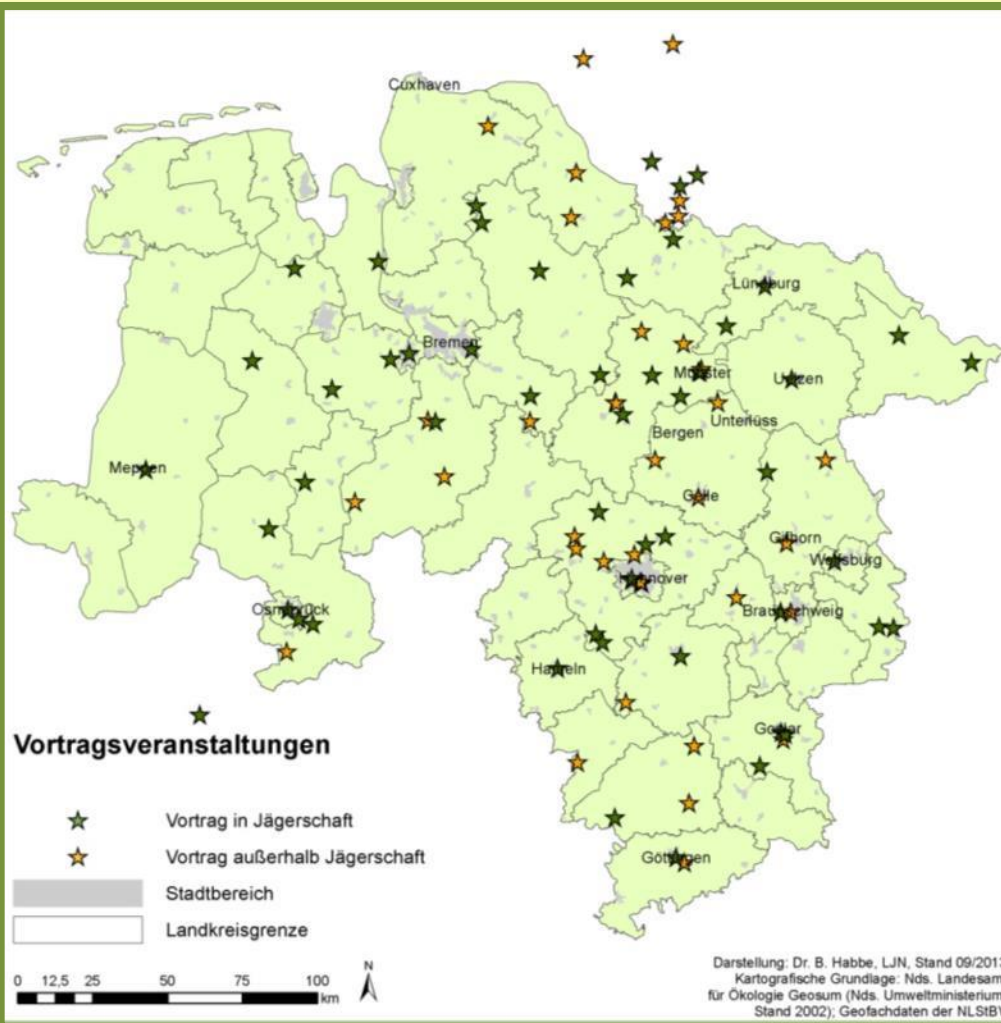 Cuxhaven
Lüneburg
Bremen
Munster
Uelzen
Unterlüss
Bergen
Meppen
Celle
Gifhorn
Wolfsburg
Hannover
Osnabrück
Braunschweig
Hameln
Goslar
Göttingen
Vortragsveranstaltungen
Vortrag in Jägerschaft
Vortrag außerhalb Jägerschaft
Stadtbereich
Landkreisgrenze
0 12,5 25 50 75 100
km
N
Darstellung: Dr. B. Habbe, LJN, Stand 09/2013
Kartografische Grundlage: Nds. Landesam
für Ökologie Geosum (Nds. Umweltministerium
Stand 2002); Geofachdaten der NLStB